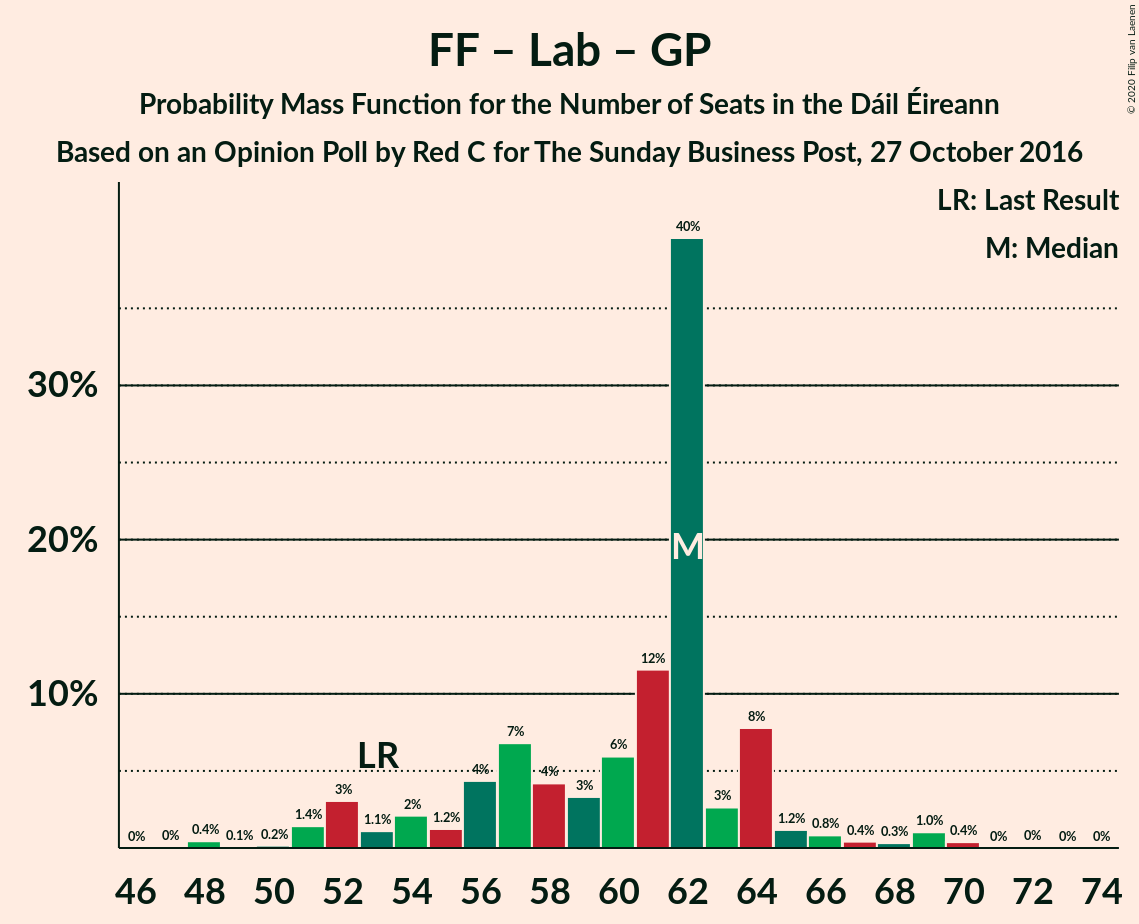 FF – Lab – GP
Probability Mass Function for the Number of Seats in the Dáil Éireann
Based on an Opinion Poll by Red C for The Sunday Business Post, 27 October 2016
© 2020 Filip van Laenen
LR: Last Result
M: Median
40%
30%
20%
M
12%
10%
8%
7%
6%
LR
4%
4%
3%
3%
3%
2%
1.4%
1.1%
1.2%
1.2%
0.8%
0.4%
0.3%
1.0%
0.4%
0% 0% 0.4% 0.1% 0.2%
0% 0% 0% 0%
46 48 50 52 54 56 58 60 62 64 66 68 70 72 74